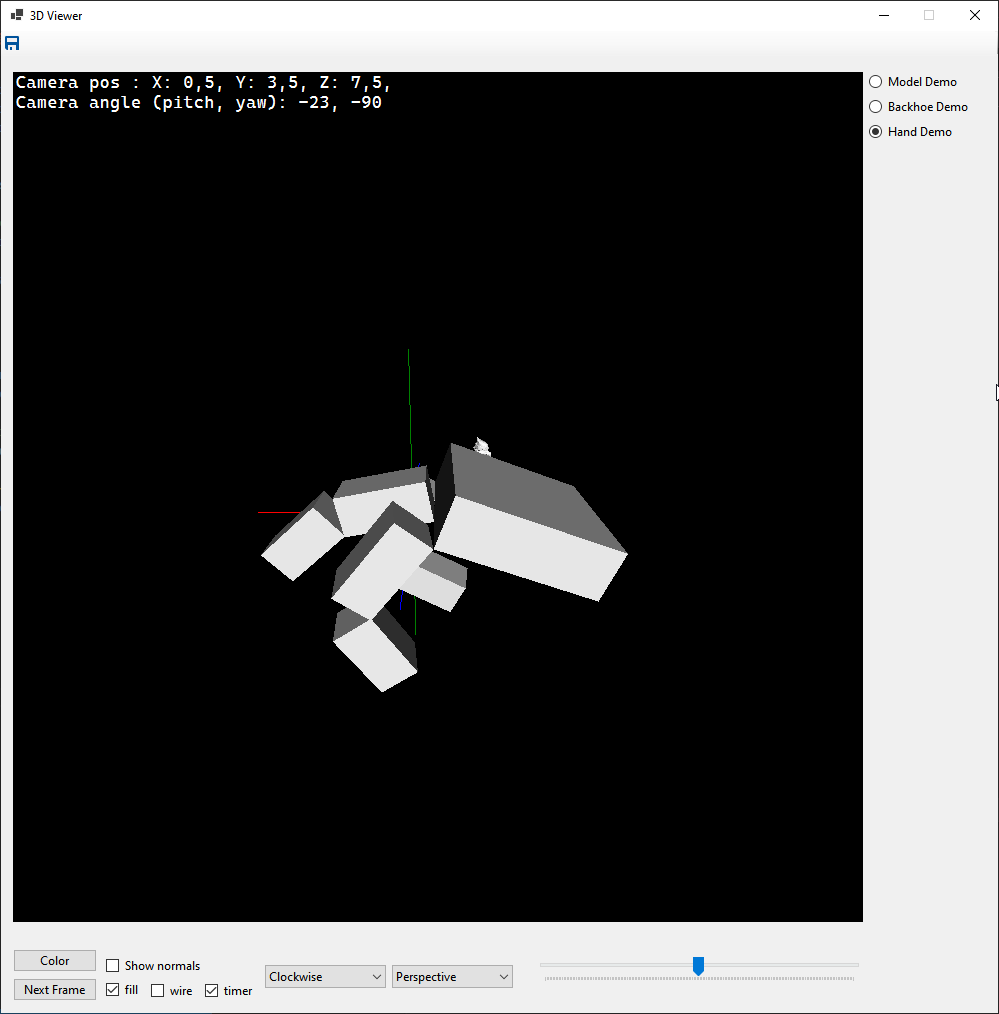 3D Viewer
Camera pos : X: 0,5, Y: 3,5, Z: 7,5,
Camera angle (pitch, yaw): -23, -90
Model Demo
Backhoe Demo
Hand Demo
Color
Show normals
Next Frame
fill
wire
timer
Clockwise
Perspective